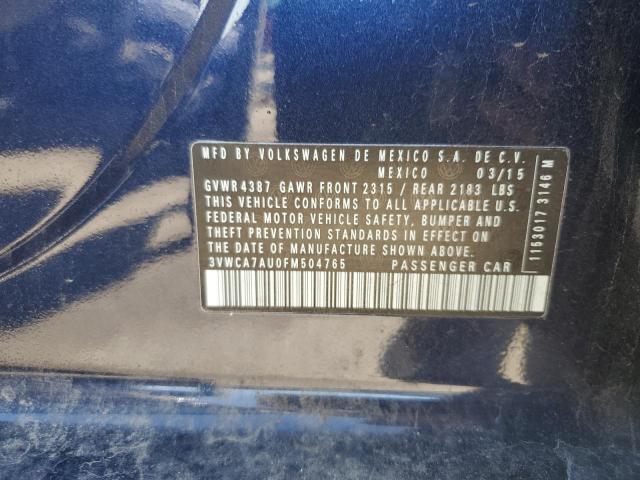 MFD BY VOLKSWAGEN DE MEXICO S.A. DE C.V.
MEXICO 03/15
GVWR 4387 GAWR FRONT 2315 / REAR 2183 LBS
THIS VEHICLE CONFORMS TO ALL APPLICABLE U.S.
FEDERAL MOTOR VEHICLE SAFETY, BUMPER AND
THEFT PREVENTION STANDARDS IN EFFECT ON
THE DATE OF MANUFACTURE SHOWN ABOVE.
3VWCA7AU0FM504765 PASSENGER CAR
1153017 3146 M